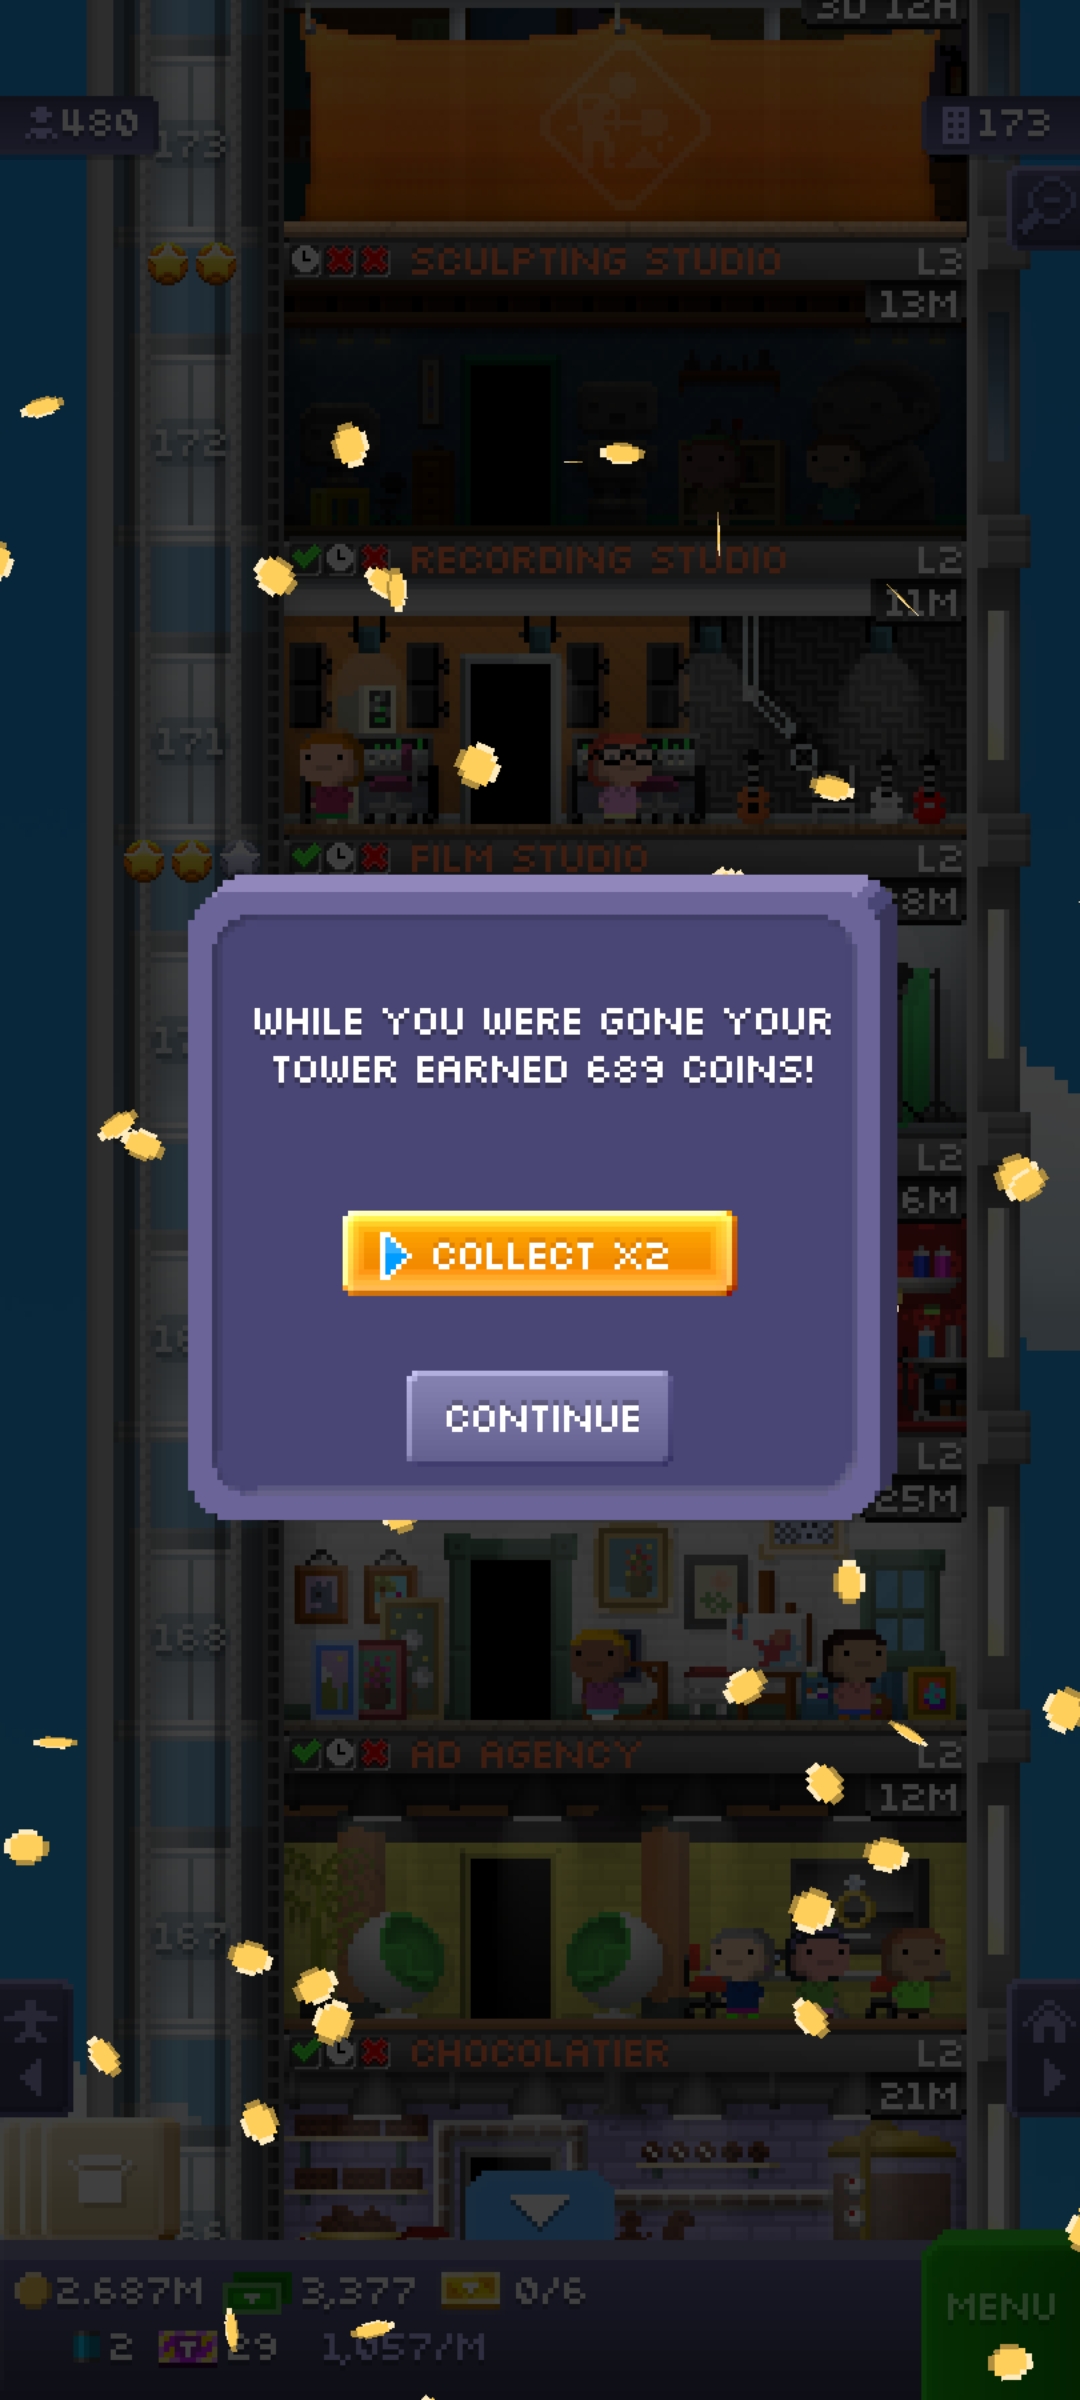 3D 12H
480
173
173
SCULPTING STUDIO
L3
13M
172
RECORDING STUDIO
L2
11M
171
FILM STUDIO
L2
8M
WHILE YOU WERE GONE YOUR
TOWER EARNED 689 COINS!
L2
6M
COLLECT X2
CONTINUE
L2
25M
168
AD AGENCY
L2
12M
167
CHOCOLATIER
L2
21M
2.687M
3,377
0/6
MENU
2
T
29
1,057/M